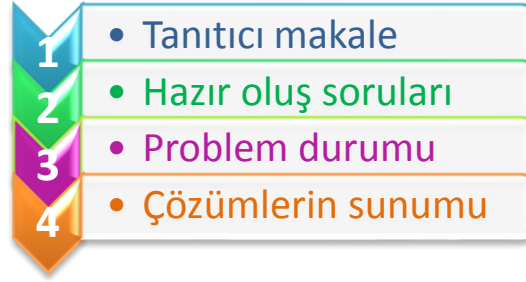 1 • Tanıtıcı makale
2 • Hazır oluş soruları
3 • Problem durumu
4 • Çözümlerin sunumu